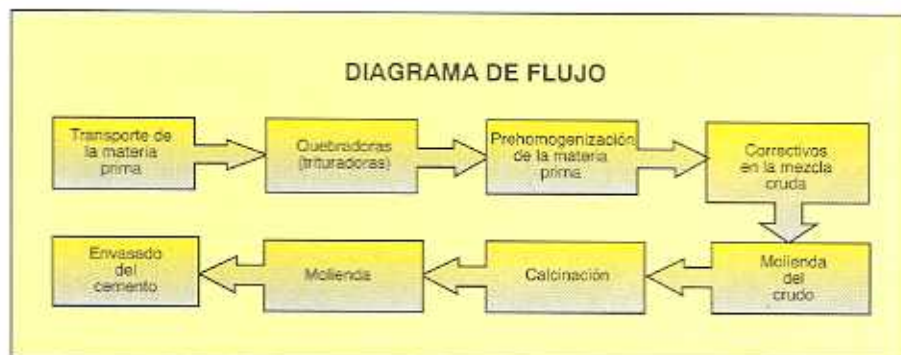 DIAGRAMA DE FLUJO
Transporte de
la materia
prima
Quebradoras
(trituradoras)
Prehomogenización
de la materia
prima
Correctivos
en la mezcla
cruda
Molienda
del
crudo
Calcinación
Molienda
Envasado
del
cemento